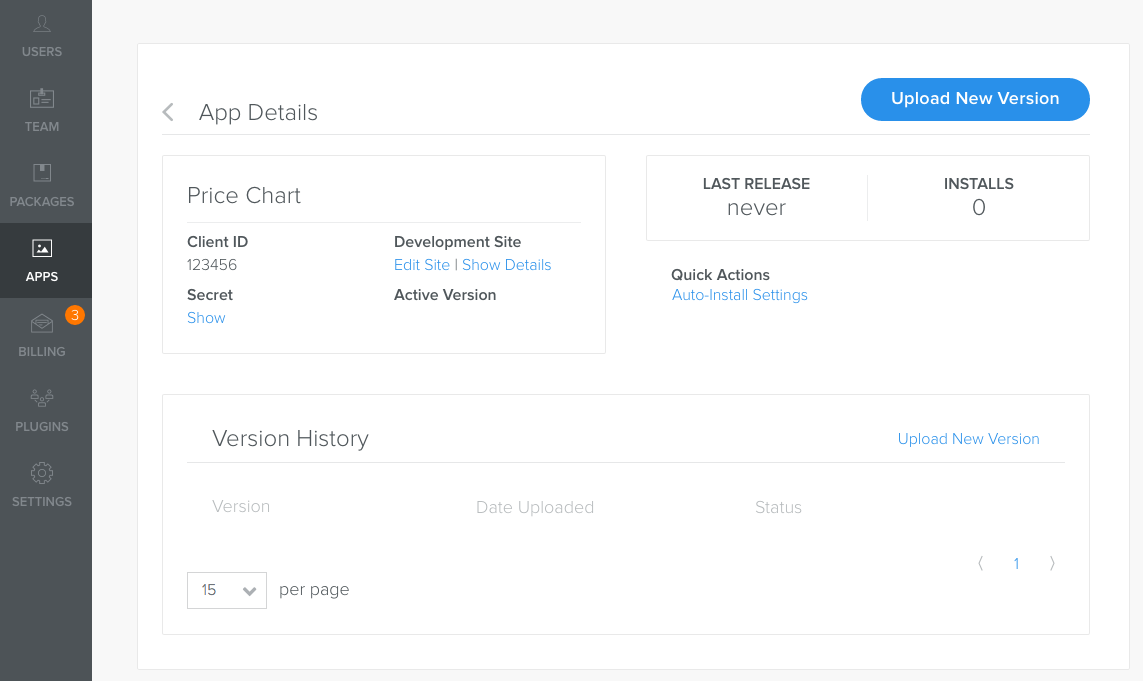 USERS
TEAM
PACKAGES
APPS
3
BILLING
PLUGINS
SETTINGS
App Details
Upload New Version
Price Chart
Client ID
123456
Development Site
Edit Site | Show Details
Secret
Show
Active Version
LAST RELEASE
never
INSTALLS
0
Quick Actions
Auto-Install Settings
Version History
Upload New Version
Version
Date Uploaded
Status
1
15
per page